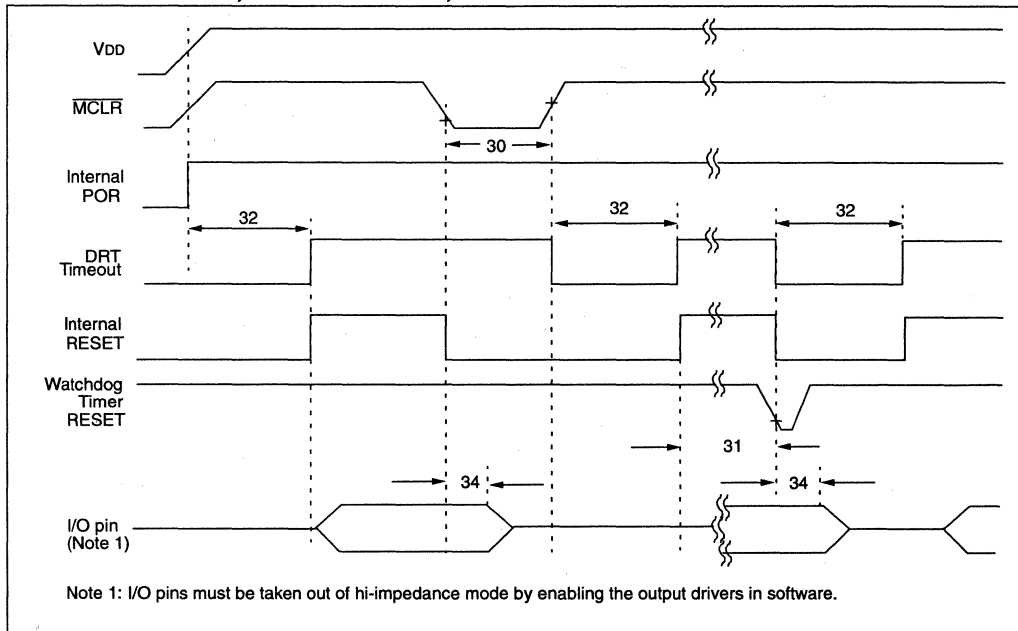 VDD
MCLR
30
Internal
POR
32
32
32
DRT
Timeout
Internal
RESET
Watchdog
Timer
RESET
31
34
34
I/O pin
(Note 1)
Note 1: I/O pins must be taken out of hi-impedance mode by enabling the output drivers in software.